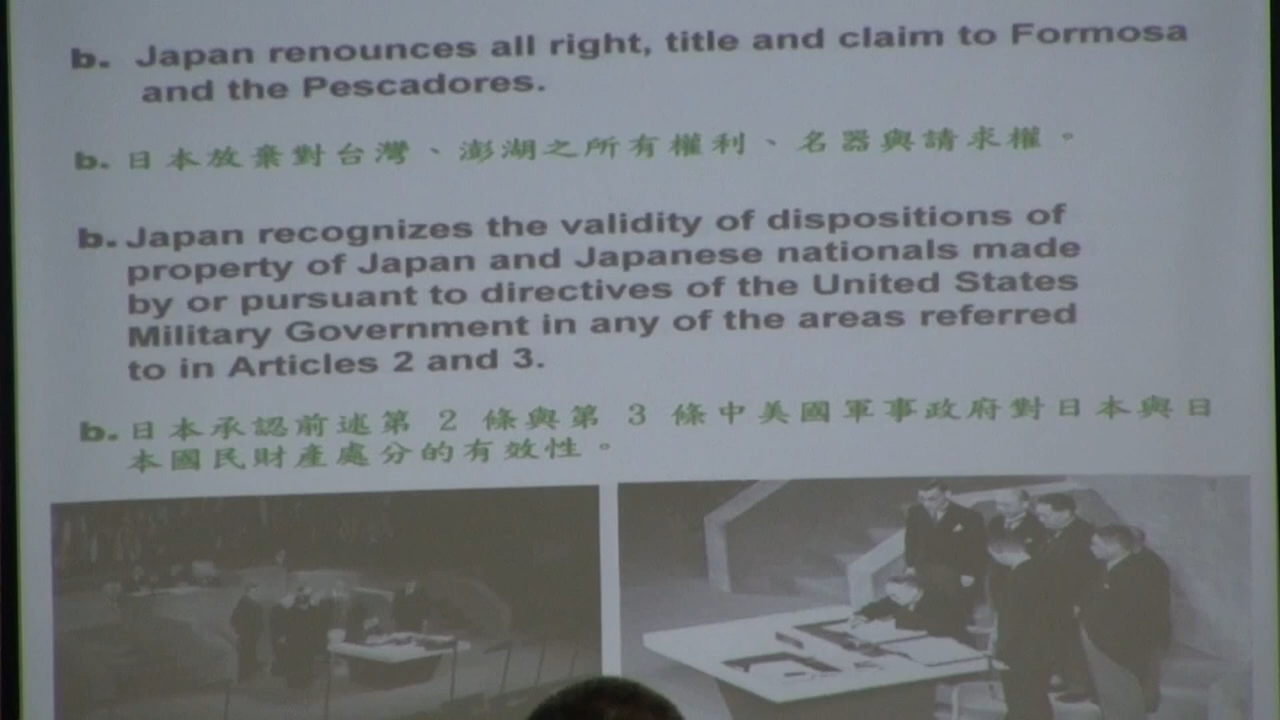 b. Japan renounces all right, title and claim to Formosa
and the Pescadores.
b. 日本放棄對台灣、澎湖之所有權利、名器與請求權。
b. Japan recognizes the validity of dispositions of
property of Japan and Japanese nationals made
by or pursuant to directives of the United States
Military Government in any of the areas referred
to in Articles 2 and 3.
b. 日本承認前述第 2 條與第 3 條中美國軍事政府對日本與日
本國民財產處分的有效性。